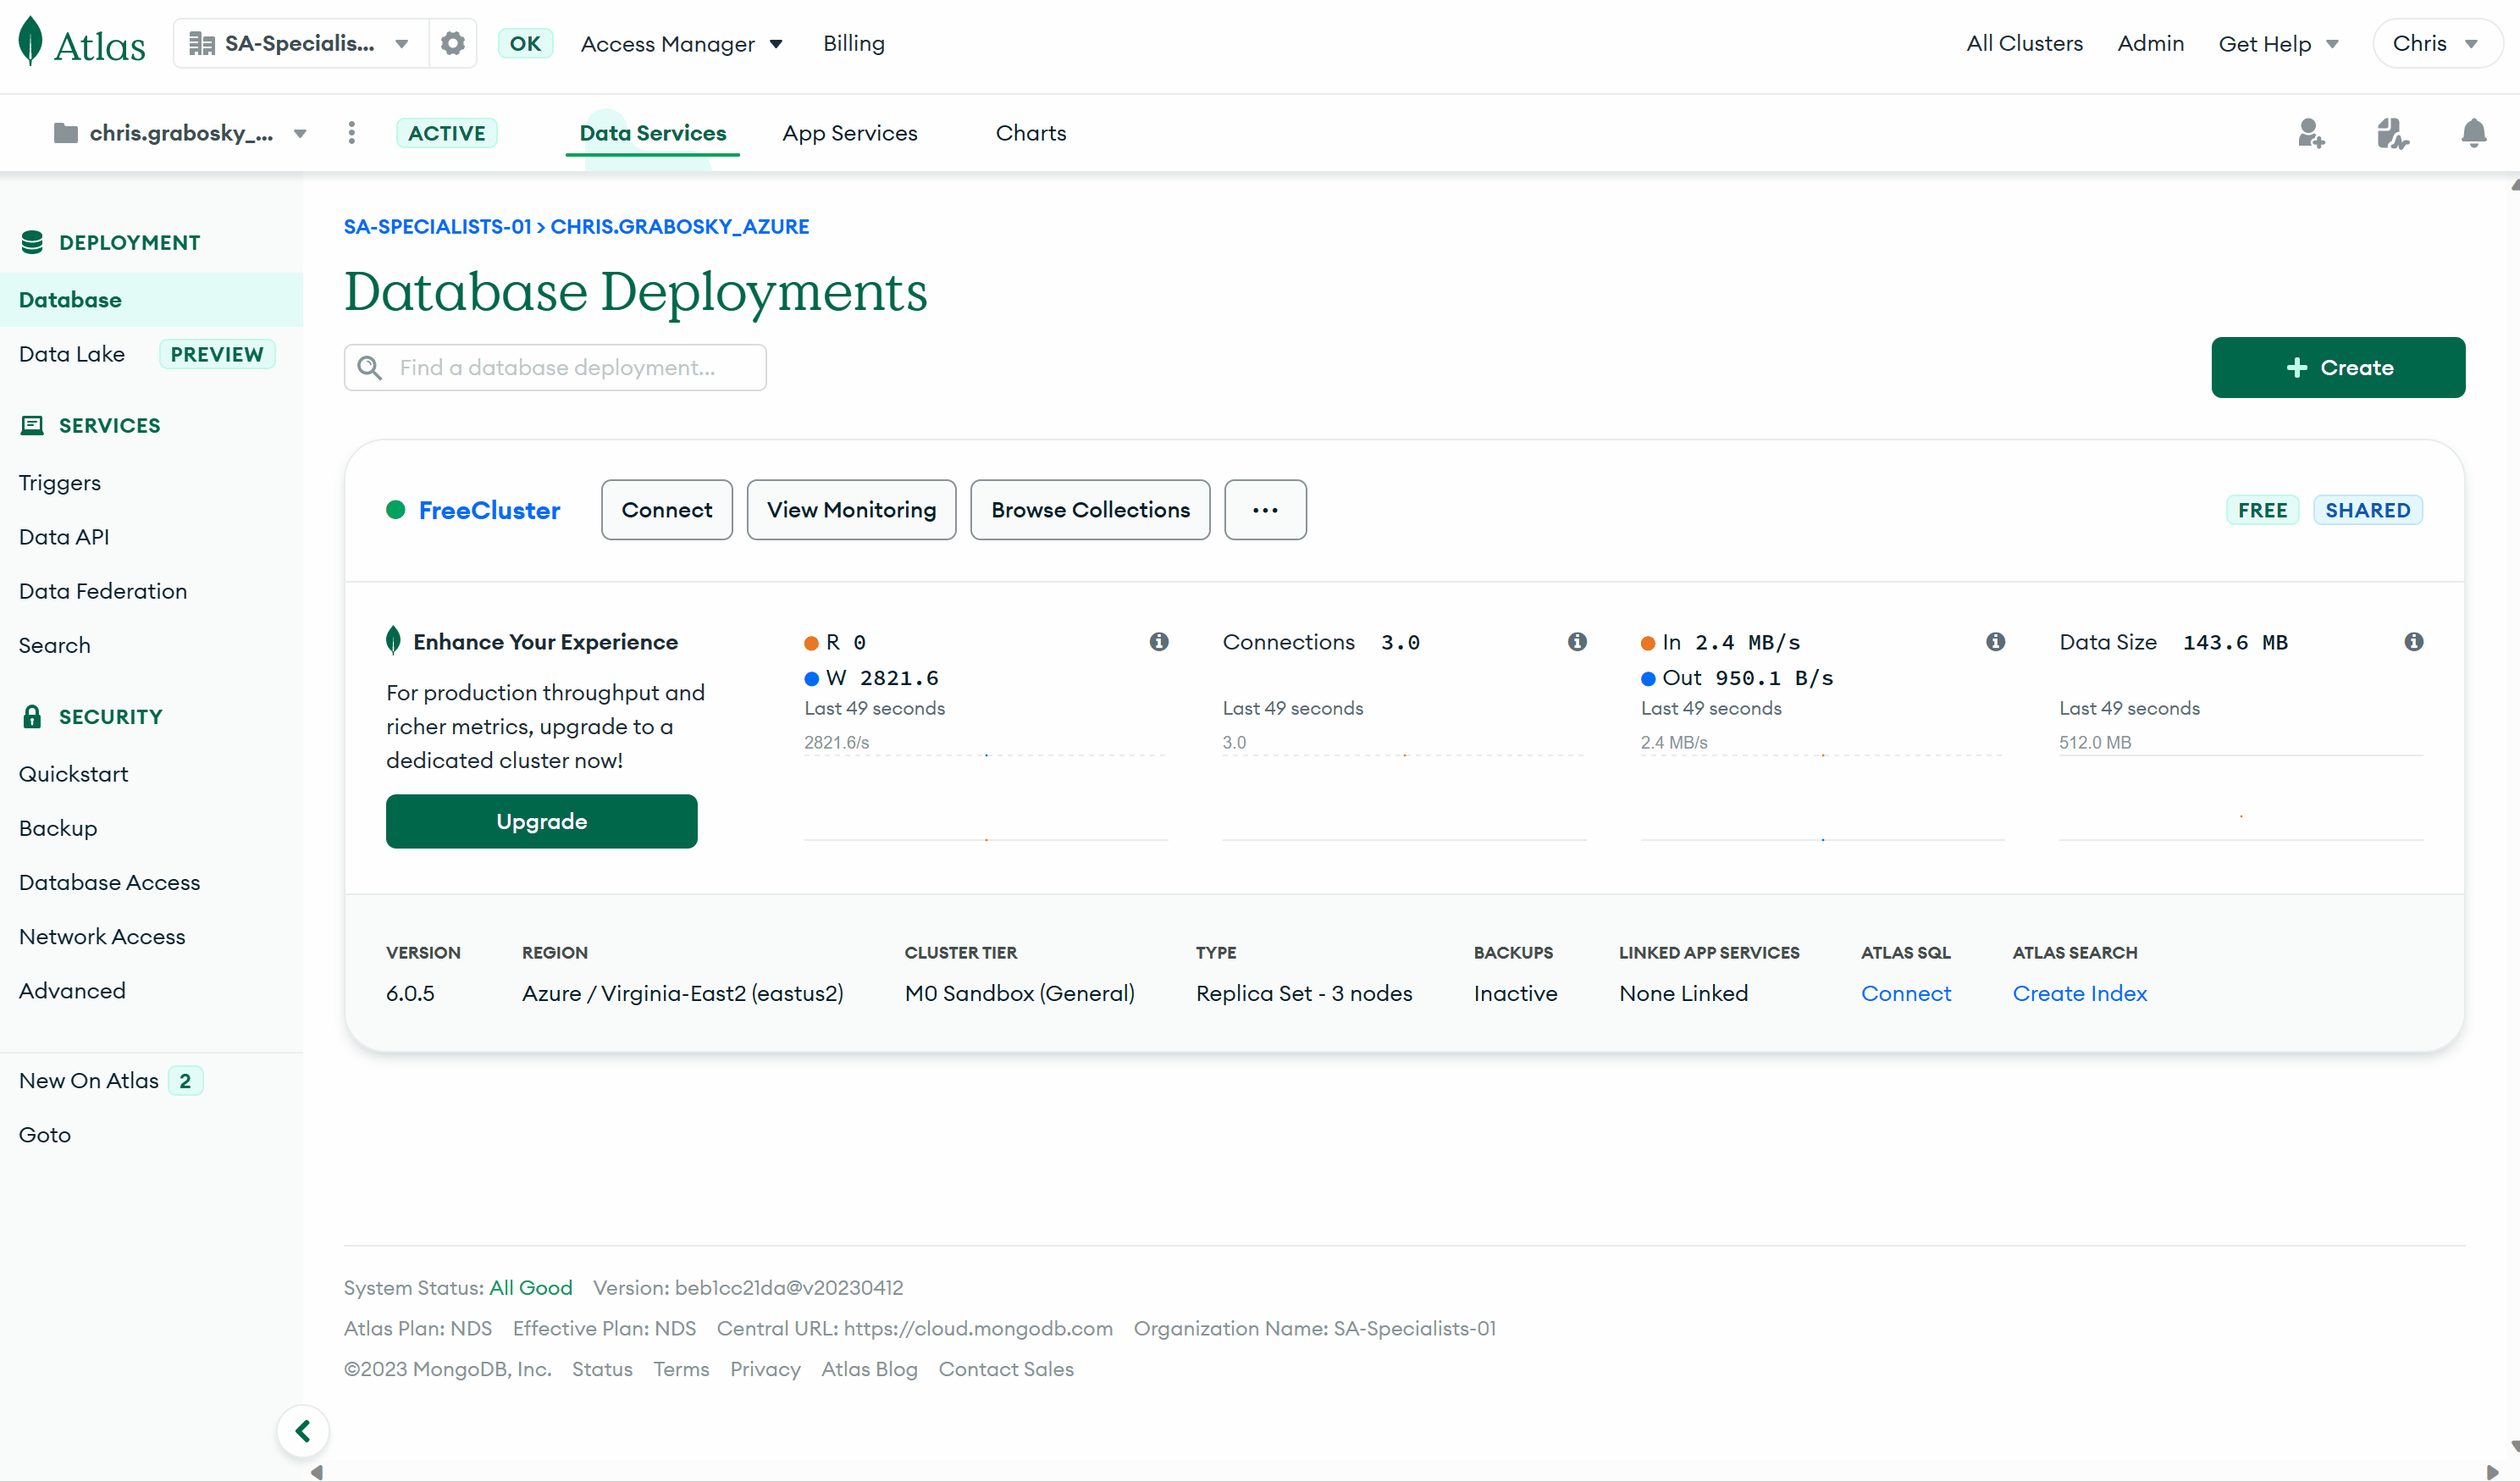 Atlas
SA-Specialis...
OK
Access Manager
Billing
All Clusters
Admin
Get Help
Chris
chris.grabosky_...
ACTIVE
Data Services
App Services
Charts
DEPLOYMENT
Database
Data Lake PREVIEW
SERVICES
Triggers
Data API
Data Federation
Search
SECURITY
Quickstart
Backup
Database Access
Network Access
Advanced
New On Atlas 2
Goto
SA-SPECIALISTS-01 > CHRIS.GRABOSKY_AZURE
Database Deployments
Find a database deployment...
+ Create
FreeCluster
Connect
View Monitoring
Browse Collections
...
FREE
SHARED
Enhance Your Experience
For production throughput and
richer metrics, upgrade to a
dedicated cluster now!
Upgrade
R 0
W 2821.6
Last 49 seconds
2821.6/s
Connections 3.0
Last 49 seconds
3.0
In 2.4 MB/s
Out 950.1 B/s
Last 49 seconds
2.4 MB/s
Data Size 143.6 MB
Last 49 seconds
512.0 MB
VERSION
6.0.5
REGION
Azure / Virginia-East2 (eastus2)
CLUSTER TIER
M0 Sandbox (General)
TYPE
Replica Set - 3 nodes
BACKUPS
Inactive
LINKED APP SERVICES
None Linked
ATLAS SQL
Connect
ATLAS SEARCH
Create Index
System Status: All Good Version: beb1cc21da@v20230412
Atlas Plan: NDS Effective Plan: NDS Central URL: https://cloud.mongodb.com Organization Name: SA-Specialists-01
©2023 MongoDB, Inc. Status Terms Privacy Atlas Blog Contact Sales